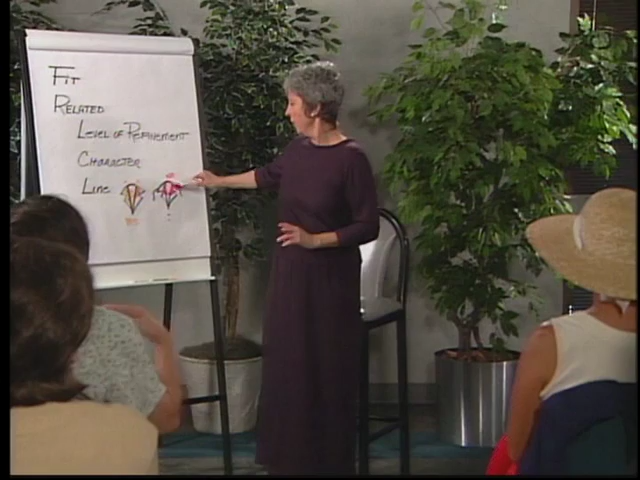 Fit
Related
Level of Refinement
Character
Line